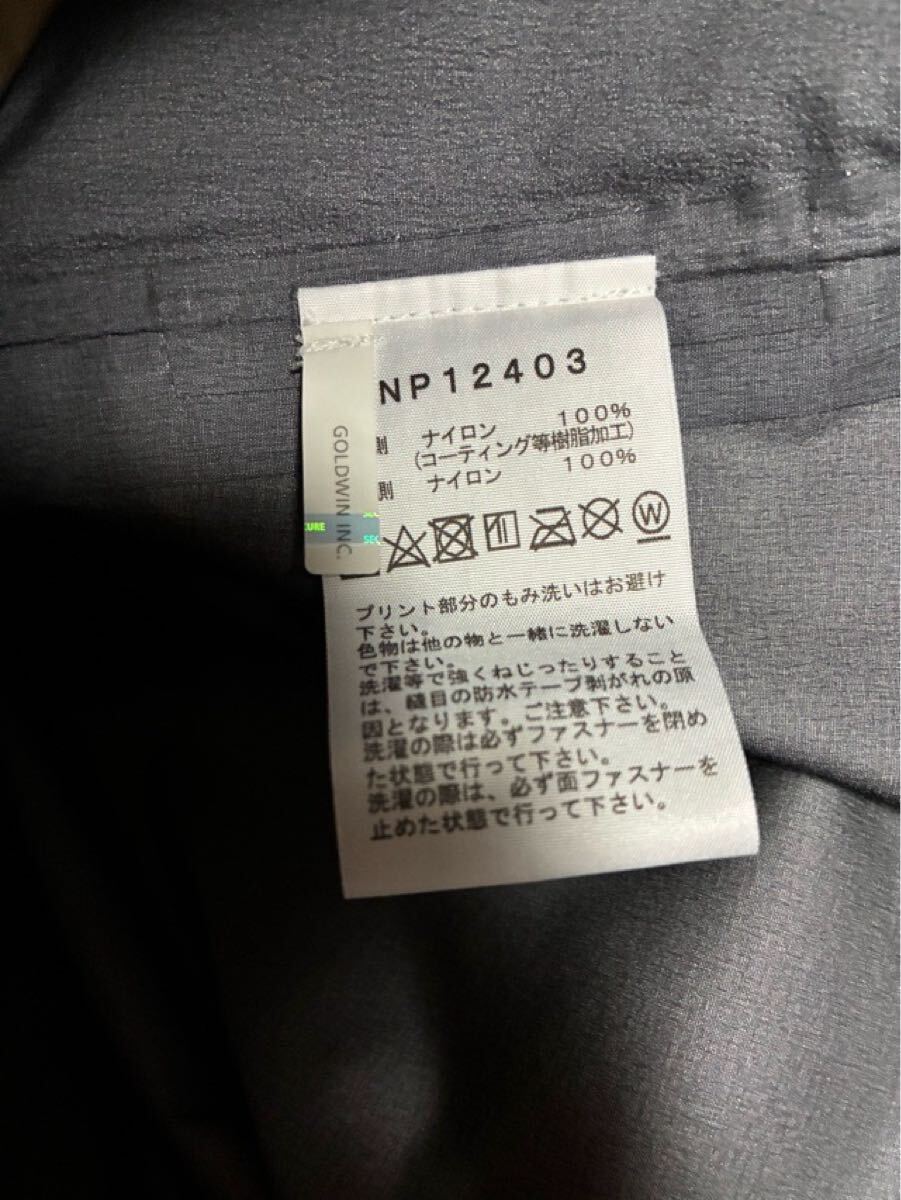 NP12403
側 ナイロン 100%
(コーティング等樹脂加工)
側 ナイロン 100%
GOLDWIN INC.
CURE
SEC
W
プリント部分のもみ洗いはお避け
下さい。
色物は他の物と一緒に洗濯しない
で下さい。
洗濯等で強くねじったりすること
は、縫目の防水テープ剥がれの原
因となります。ご注意下さい。
洗濯の際は必ずファスナーを閉め
た状態で行って下さい。
洗濯の際は、必ず面ファスナーを
止めた状態で行って下さい。